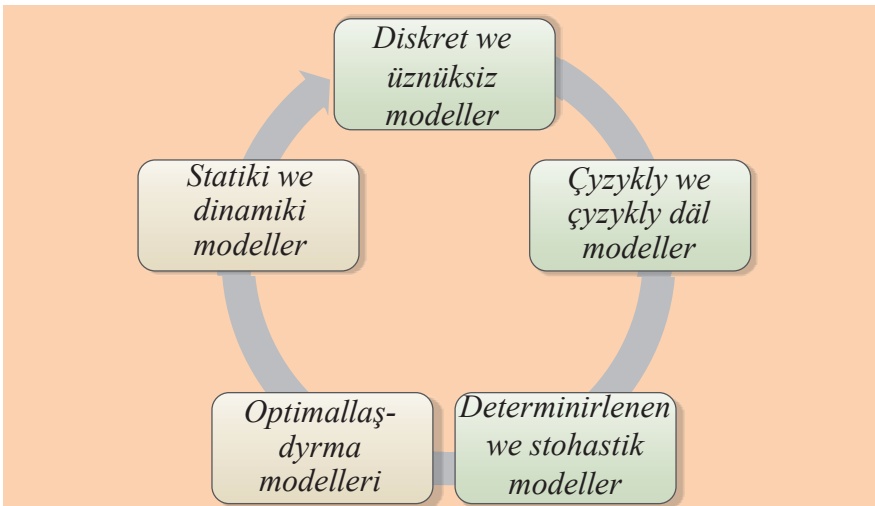 Diskret we
üznüksiz
modeller
Çyzykly we
çyzykly däl
modeller
Determinirlenen
we stohastik
modeller
Optimallaş-
dyrma
modelleri
Statiki we
dinamiki
modeller